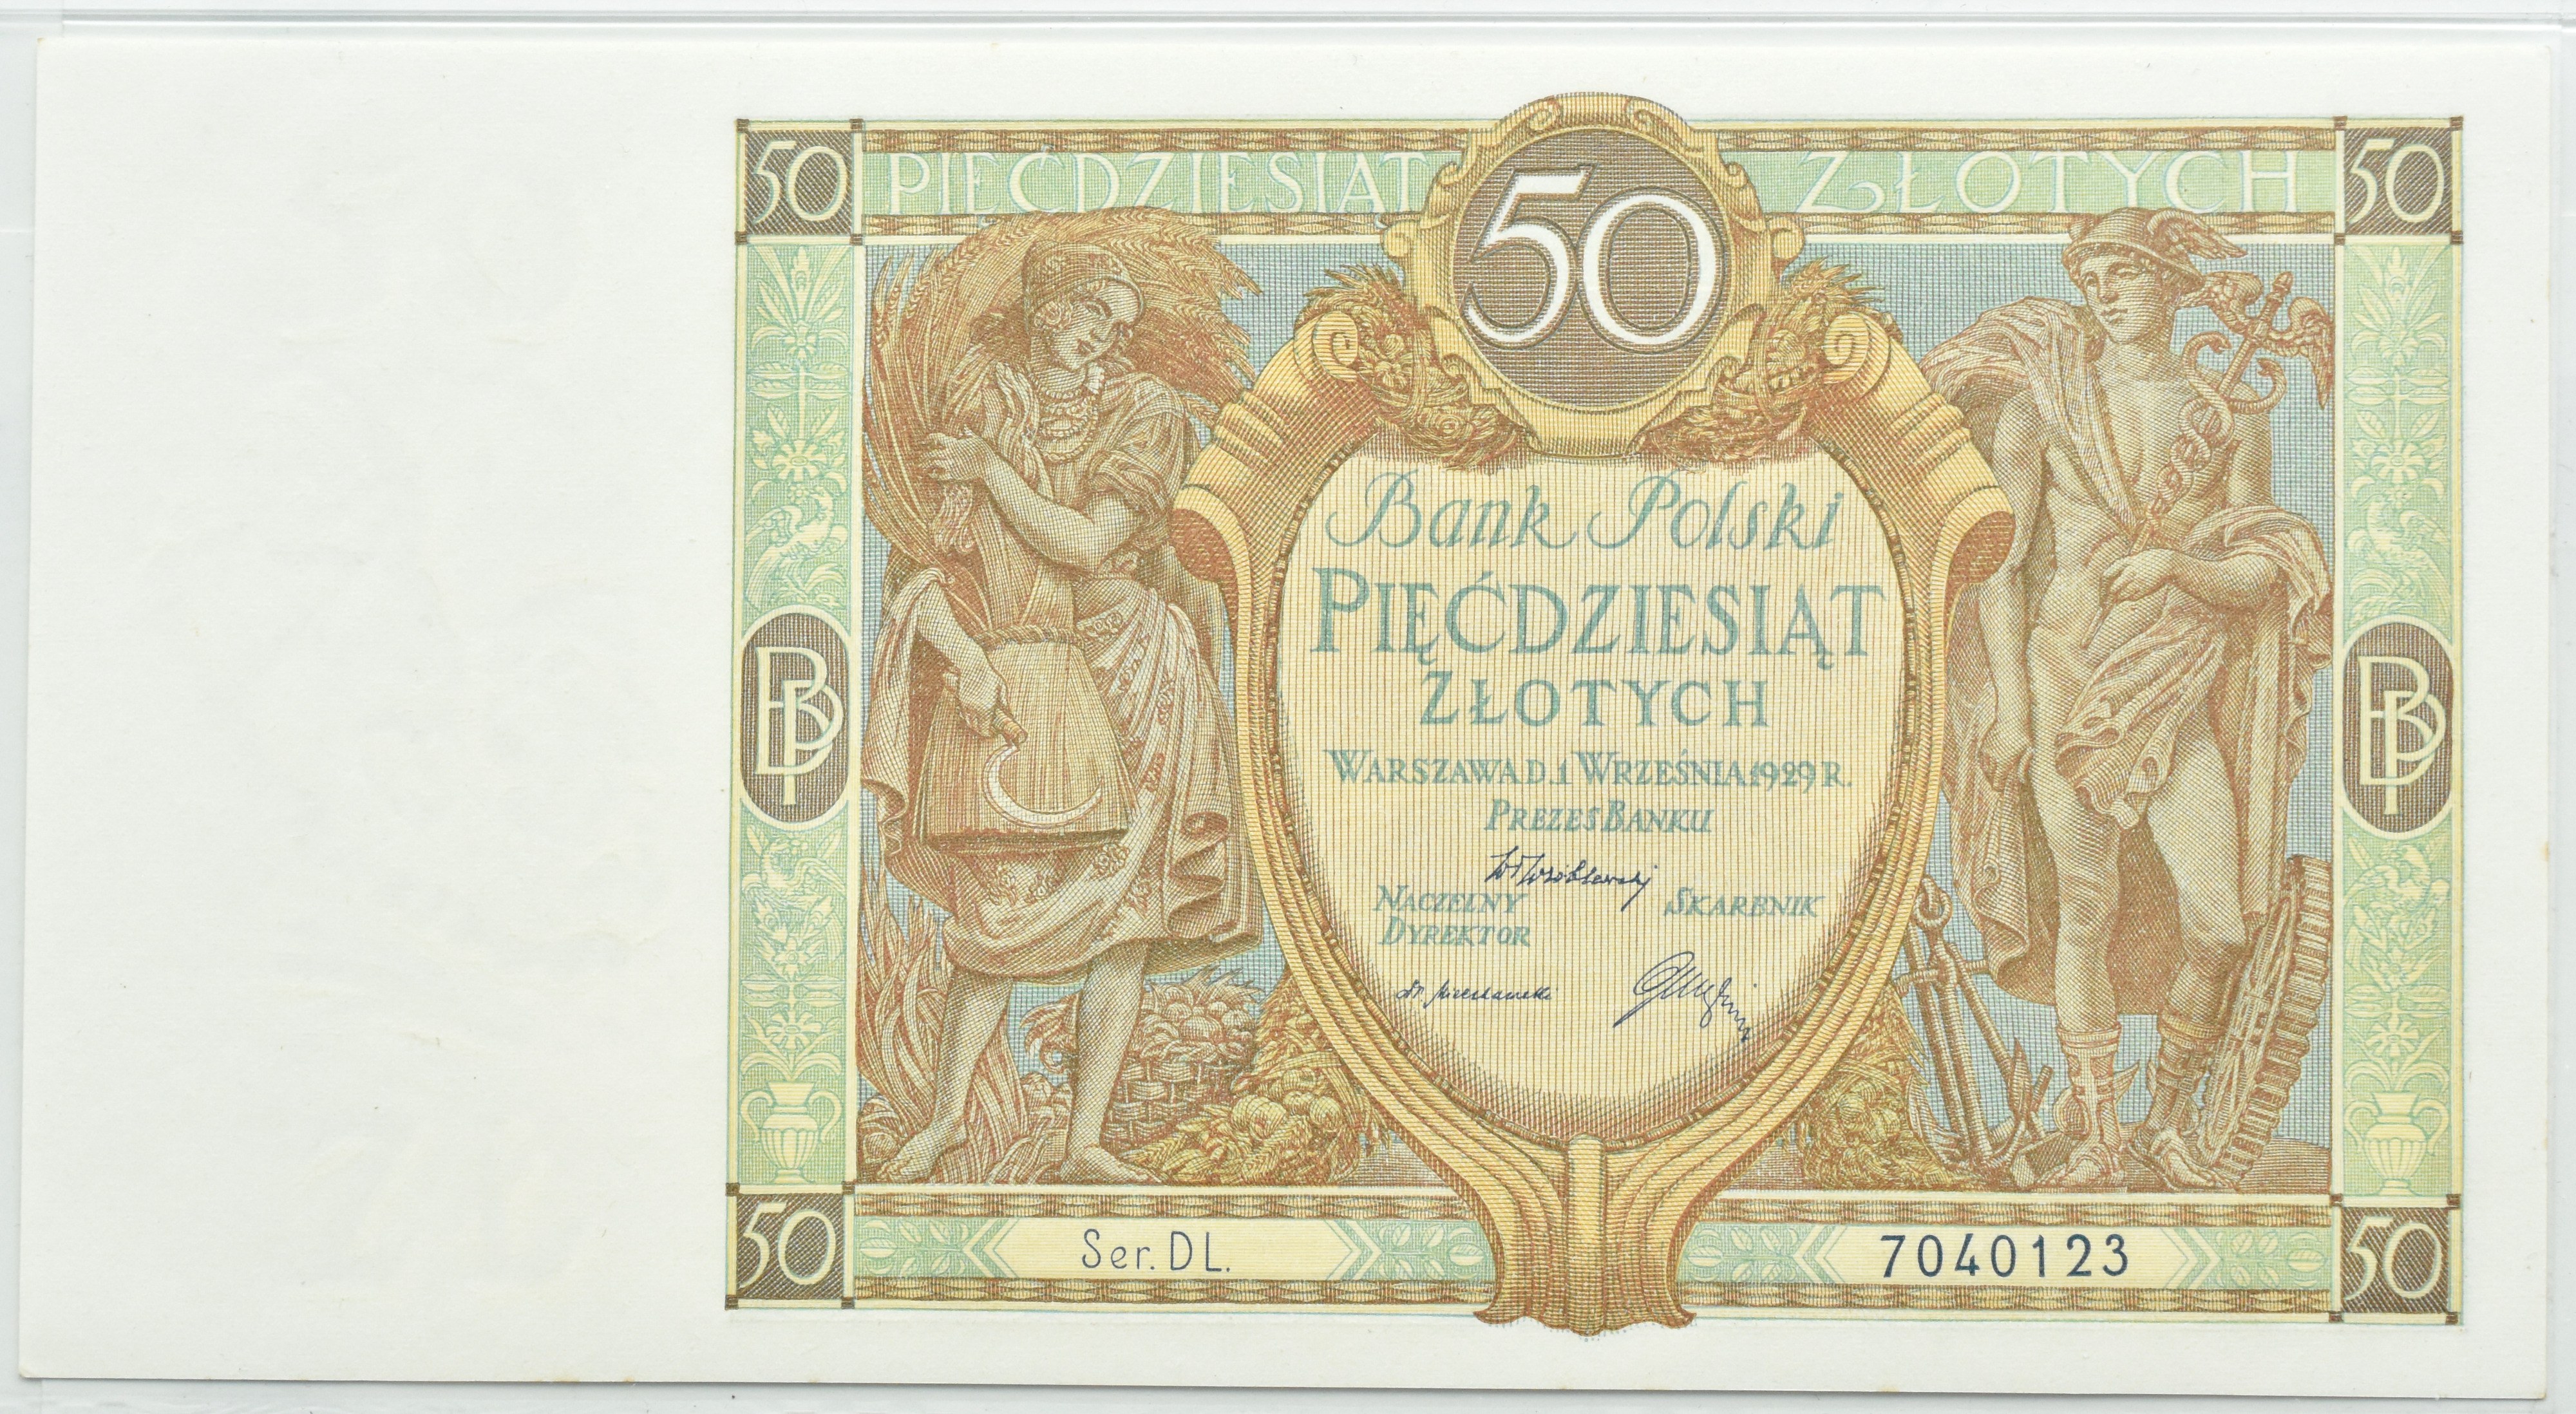 50 PIĘĆDZIESIĄT 50 ZŁOTYCH 50
Bank Polski
PIĘĆDZIESIĄT
ZŁOTYCH
WARSZAWA D. 1 WRZEŚNIA 1929 R.
PREZES BANKU
NACZELNY SKARBNIK
DYREKTOR
BP BP
50 Ser. DL. 7040123 50